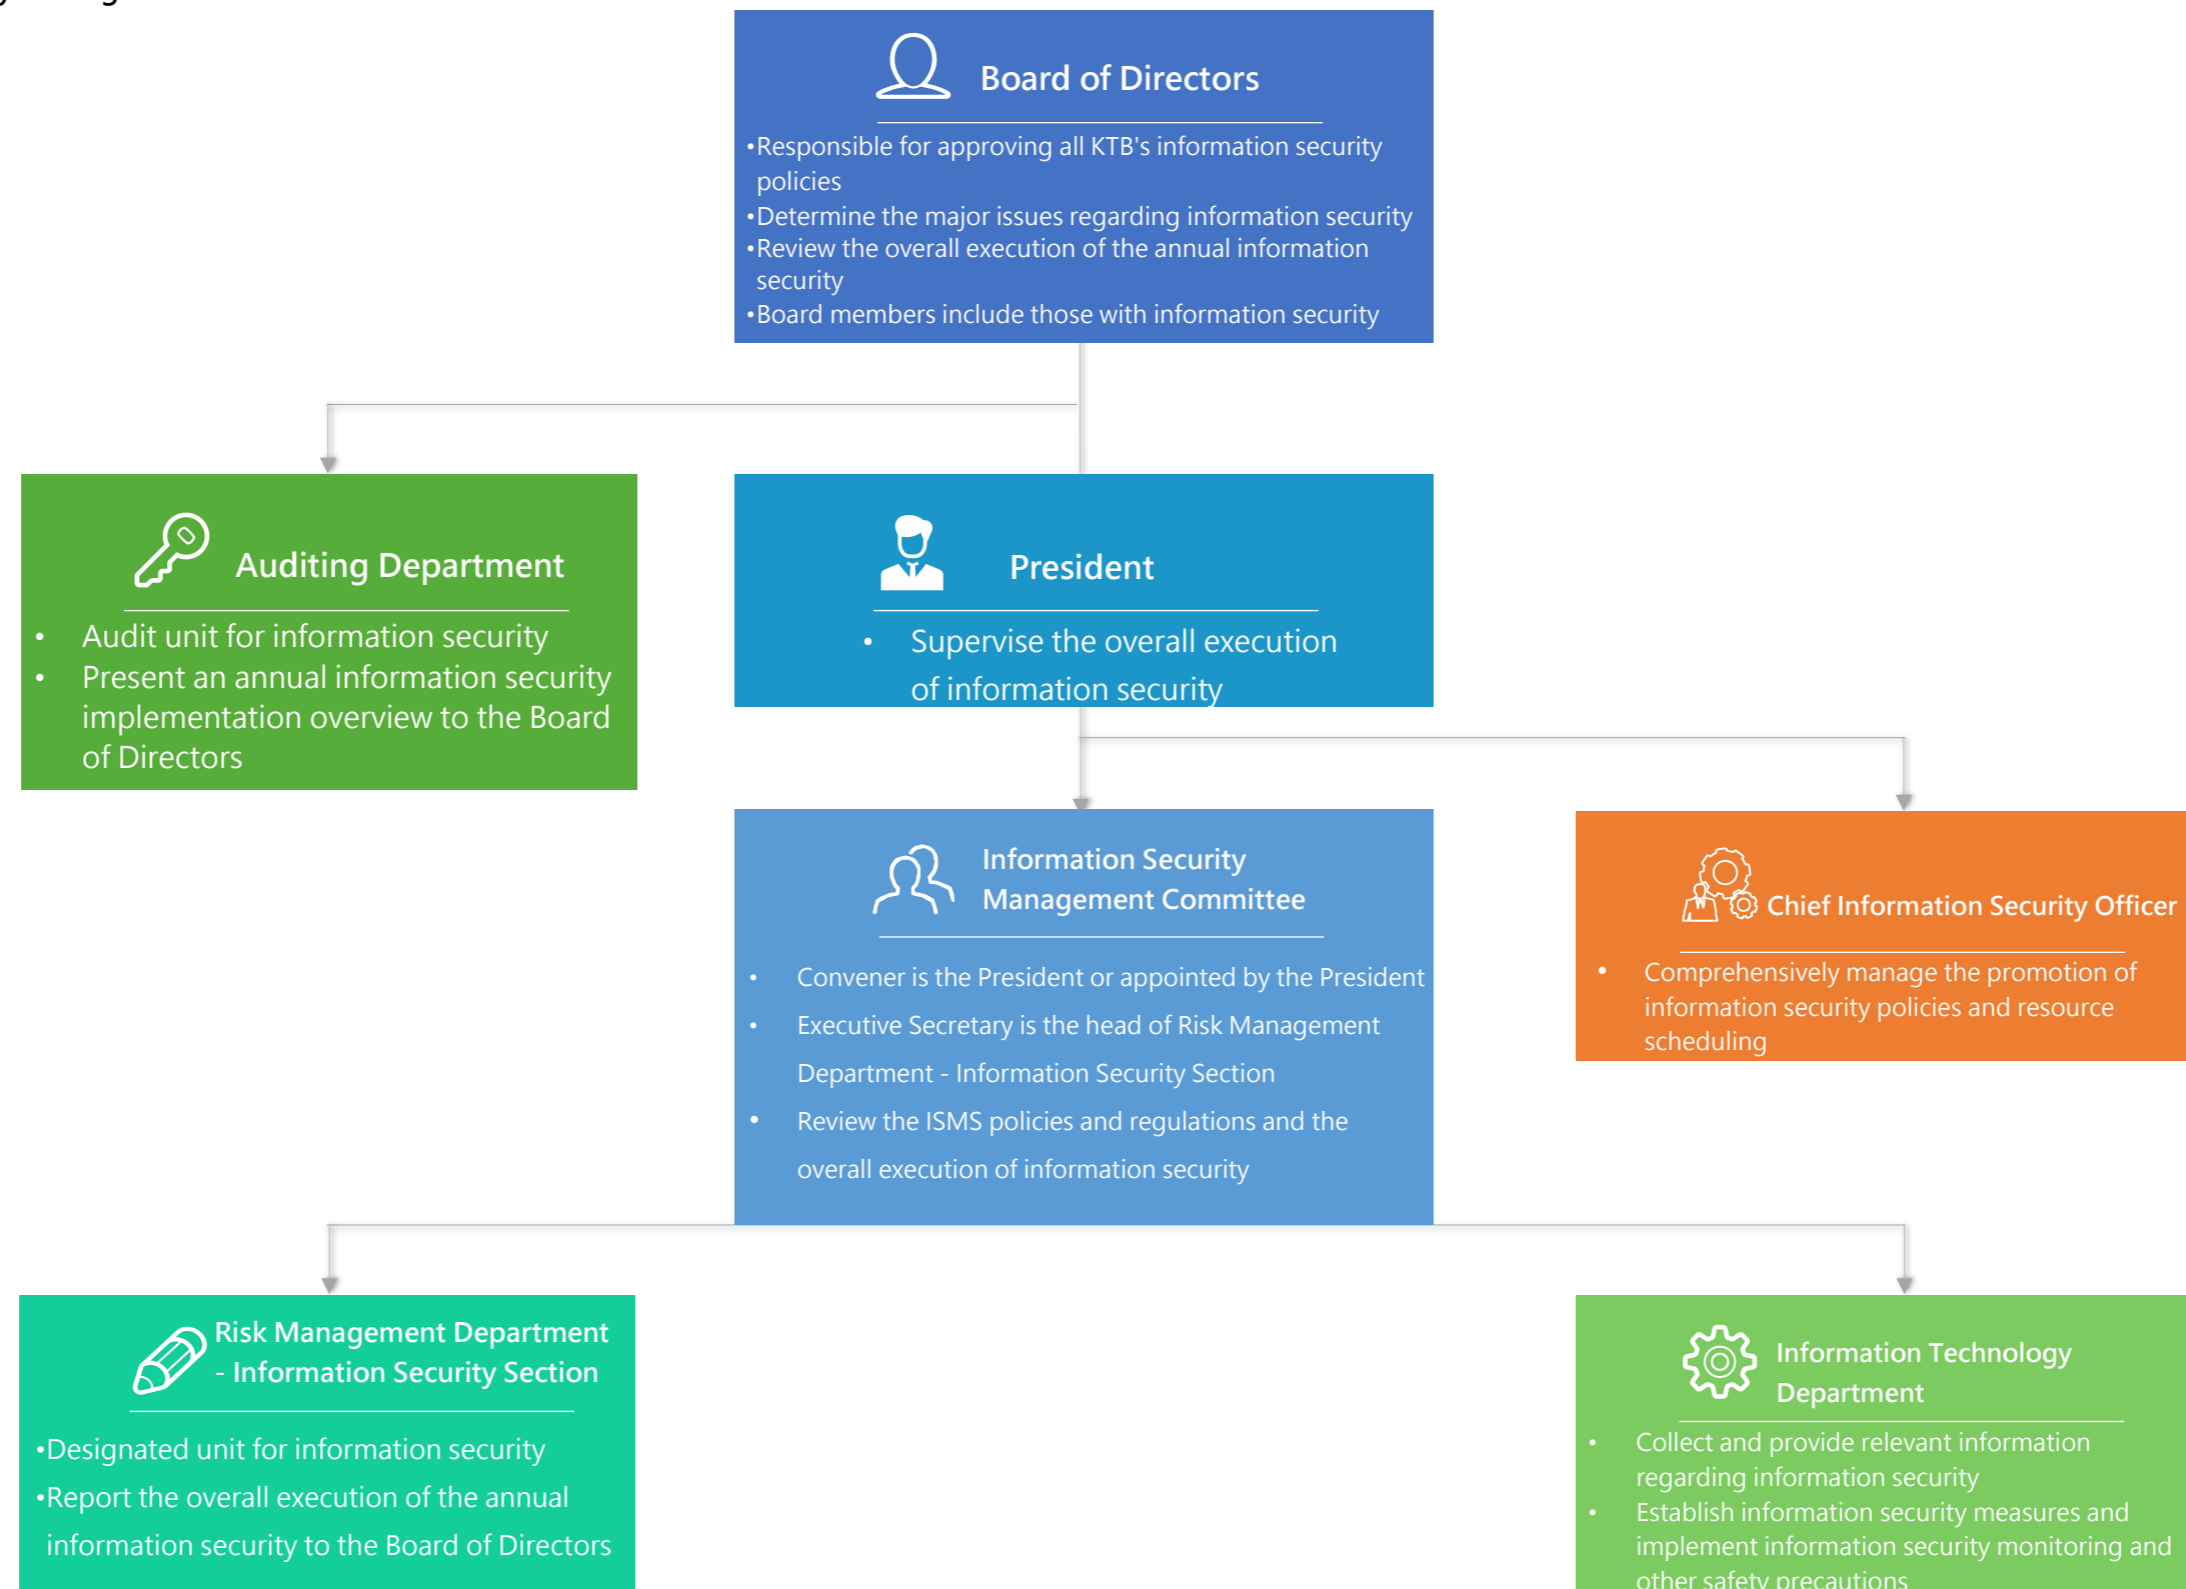 Board of Directors
•Responsible for approving all KTB's information security
policies
•Determine the major issues regarding information security
•Review the overall execution of the annual information
security
•Board members include those with information security
Auditing Department
• Audit unit for information security
• Present an annual information security
implementation overview to the Board
of Directors
President
• Supervise the overall execution
of information security
Information Security
Management Committee
• Convener is the President or appointed by the President
• Executive Secretary is the head of Risk Management
Department - Information Security Section
• Review the ISMS policies and regulations and the
overall execution of information security
Chief Information Security Officer
• Comprehensively manage the promotion of
information security policies and resource
scheduling
Risk Management Department
- Information Security Section
•Designated unit for information security
•Report the overall execution of the annual
information security to the Board of Directors
Information Technology
Department
• Collect and provide relevant information
regarding information security
• Establish information security measures and
implement information security monitoring and
other safety precautions